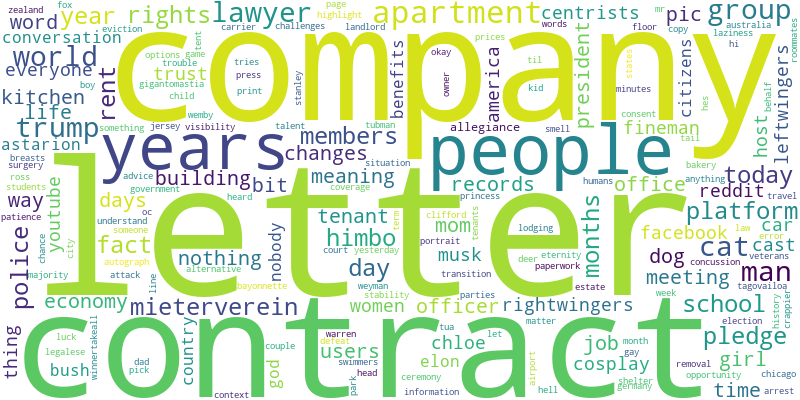 zealand
fox
year
rights
lawyer
apartment
centrists
page
highlight
mr
group
eviction
dad
word
conversation
pic
company
landlord
carrier
challenges
floor
australia
copy
laziness
hi
roommates
world
everyone
options
game
rent
tries
trouble
press
trust
benefits
okay
owner
america
president
prices
words
til
kid
minutes
states
citizens
kitchen
life
boy
gigantomastia
child
print
stanley
consent
hes
behalf
host
leftwingers
trump
something
jersey
visibility
wemby
talent
tubman
allegiance
smell
fineman
tail
bakery
astarion
breasts
surgery
years
members
changes
people
anything
ross
students
advice
government
building
bit
heard
situation
meaning
coverage
records
humans
office
today
reddit
travel
way
youtube
days
patience
oc
understand
someone
nobody
princess
months
platform
police
fact
nothing
tenant
himbo
mom
clifford
tenants
term
lodging
facebook
law
error
car
veterans
chance
majority
city
autograph
attack
alternative
court
yesterday
portrait
musk
deer
eternity
paperwork
cat
dog
cast
concussion
tagovailoa
man
letter
day
economy
mieterverein
line
bayonnette
weyman
stability
transition
women
officer
parties
estate
rightwingers
meeting
week
school
history
crappier
thing
luck
legalese
winnertakeall
country
god
couple
defeat
warren
users
swimmers
tua
let
chloe
matter
month
job
gay
election
pledge
bush
dad
pick
context
contract
park
head
ceremony
information
elon
airport
hell
cosplay
shelter
germany
removal
opportunity
girl
time
chicago
arrest